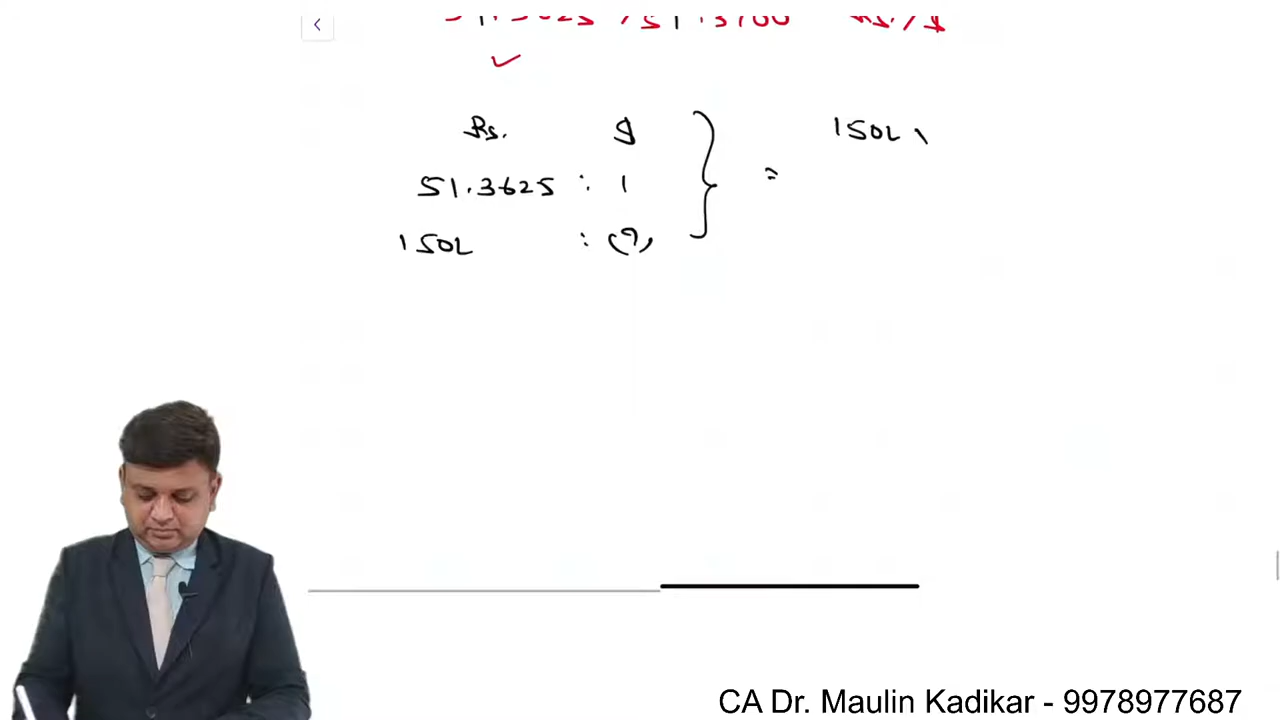 Rs. $
51.3625 : 1
150L : (?)
=
150L
CA Dr. Maulin Kadikar - 9978977687